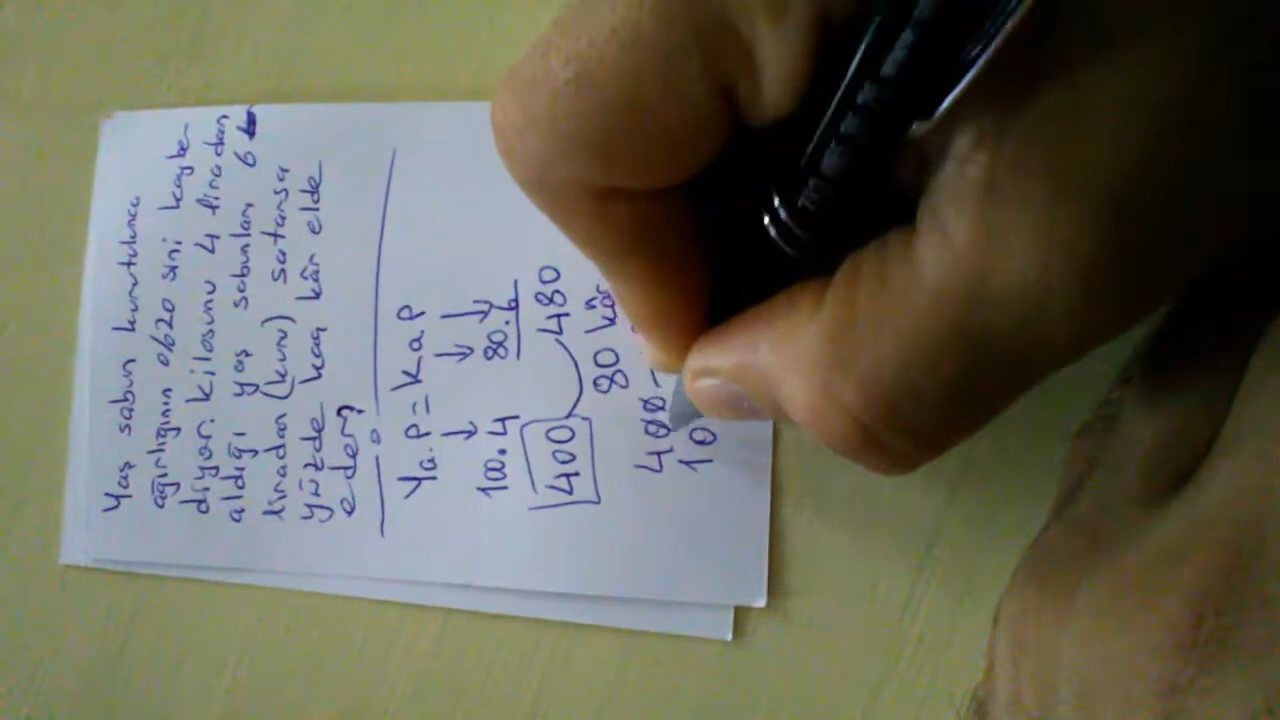 Yaş sabun kurutulunca
ağırlığının %20 sini kaybe-
diyor. kilosunu 4 liradan
aldığı yaş sabunları 6
liradan (kuru) satarsa
yüzde kaç kâr elde
eder?
Ya.P = K.a.P
100.4 80.6
400 480
80 kâr
400
10